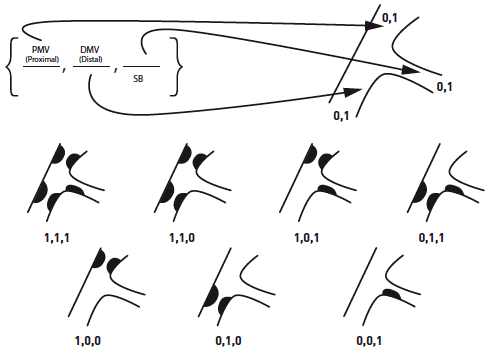 0,1
PMV
(Proximal)
,
DMV
(Distal)
,
SB
0,1
0,1
1,1,1
1,1,0
1,0,1
0,1,1
1,0,0
0,1,0
0,0,1